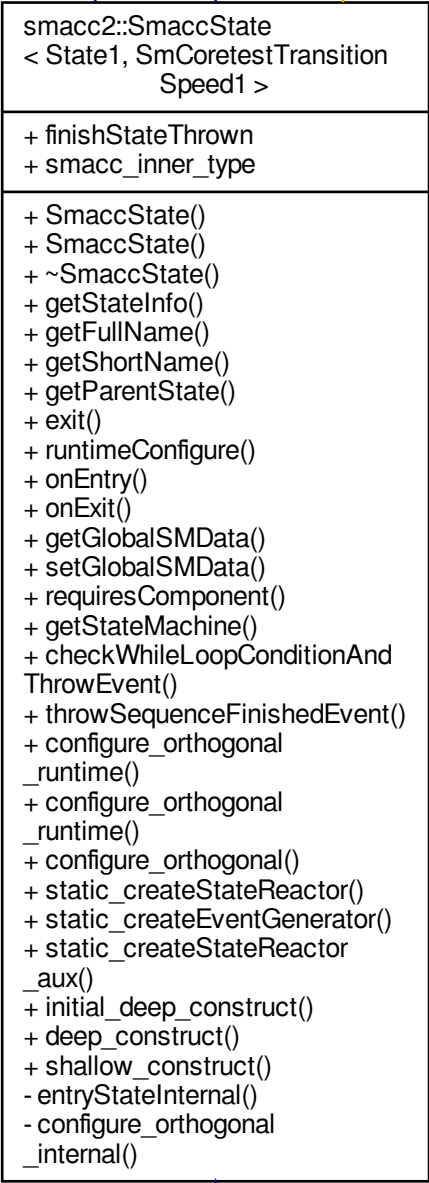 smacc2::SmaccState
< State1, SmCoretestTransition
Speed1 >
+ finishStateThrown
+ smacc_inner_type
+ SmaccState()
+ SmaccState()
+ ~SmaccState()
+ getStateInfo()
+ getFullName()
+ getShortName()
+ getParentState()
+ exit()
+ runtimeConfigure()
+ onEntry()
+ onExit()
+ getGlobalSMData()
+ setGlobalSMData()
+ requiresComponent()
+ getStateMachine()
+ checkWhileLoopConditionAnd
ThrowEvent()
+ throwSequenceFinishedEvent()
+ configure_orthogonal
_runtime()
+ configure_orthogonal
_runtime()
+ configure_orthogonal()
+ static_createStateReactor()
+ static_createEventGenerator()
+ static_createStateReactor
_aux()
+ initial_deep_construct()
+ deep_construct()
+ shallow_construct()
- entryStateInternal()
- configure_orthogonal
_internal()